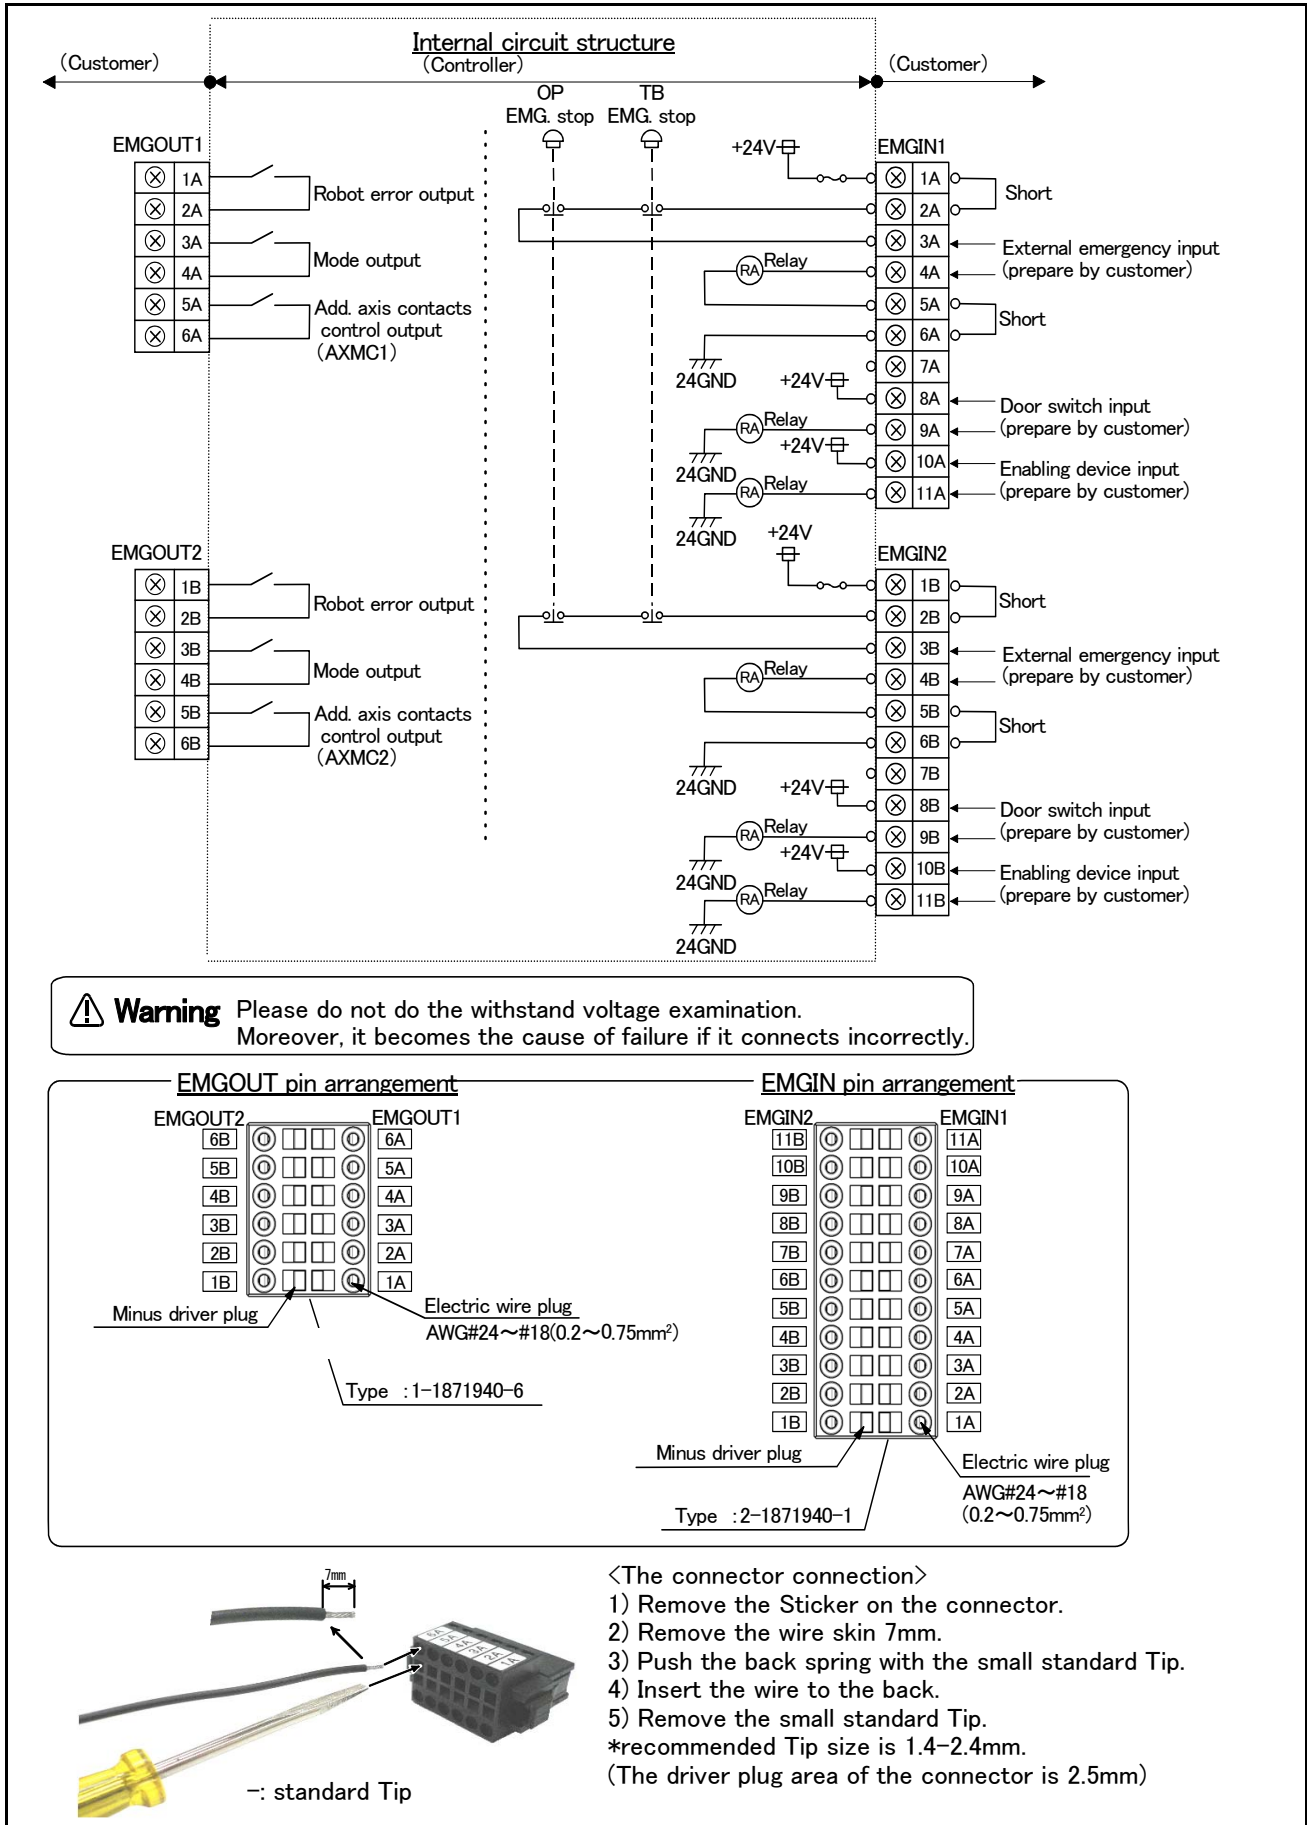 Internal circuit structure
(Customer)
(Controller)
(Customer)
OP
EMG. stop
TB
EMG. stop
EMGOUT1
1A
2A
3A
4A
5A
6A
Robot error output
Mode output
Add. axis contacts
control output
(AXMC1)
+24V
EMGIN1
1A
2A
3A
4A
5A
6A
7A
8A
9A
10A
11A
Short
External emergency input
(prepare by customer)
RA
Relay
Short
24GND
+24V
Door switch input
(prepare by customer)
RA
Relay
24GND
+24V
Enabling device input
(prepare by customer)
RA
Relay
24GND
EMGOUT2
1B
2B
3B
4B
5B
6B
Robot error output
Mode output
Add. axis contacts
control output
(AXMC2)
+24V
EMGIN2
1B
2B
3B
4B
5B
6B
7B
8B
9B
10B
11B
Short
External emergency input
(prepare by customer)
RA
Relay
Short
24GND
+24V
Door switch input
(prepare by customer)
RA
Relay
24GND
+24V
Enabling device input
(prepare by customer)
RA
Relay
24GND
Warning
Please do not do the withstand voltage examination.
Moreover, it becomes the cause of failure if it connects incorrectly.
EMGOUT pin arrangement
EMGOUT2
EMGOUT1
6B 6A
5B 5A
4B 4A
3B 3A
2B 2A
1B 1A
Minus driver plug
Electric wire plug
AWG#24～#18(0.2～0.75mm²)
Type :1-1871940-6
EMGIN pin arrangement
EMGIN2
EMGIN1
11B 11A
10B 10A
9B 9A
8B 8A
7B 7A
6B 6A
5B 5A
4B 4A
3B 3A
2B 2A
1B 1A
Minus driver plug
Electric wire plug
AWG#24～#18
(0.2～0.75mm²)
Type :2-1871940-1
7mm
6A
5A
4A
3A
2A
1A
-: standard Tip
<The connector connection>
1) Remove the Sticker on the connector.
2) Remove the wire skin 7mm.
3) Push the back spring with the small standard Tip.
4) Insert the wire to the back.
5) Remove the small standard Tip.
*recommended Tip size is 1.4-2.4mm.
(The driver plug area of the connector is 2.5mm)